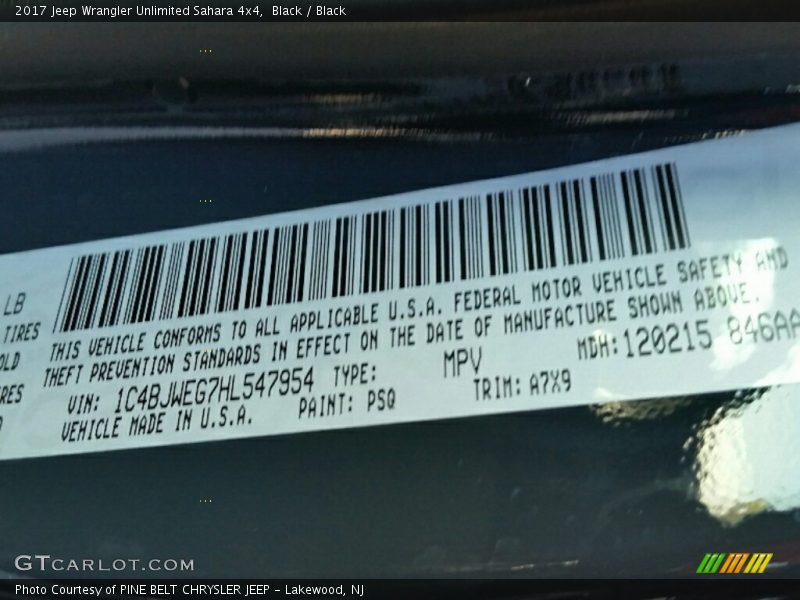 2017 Jeep Wrangler Unlimited Sahara 4x4, Black / Black
LB
TIRES
OLD
RES
THIS VEHICLE CONFORMS TO ALL APPLICABLE U.S.A. FEDERAL MOTOR VEHICLE SAFETY AND
THEFT PREVENTION STANDARDS IN EFFECT ON THE DATE OF MANUFACTURE SHOWN ABOVE.
VIN: 1C4BJWEG7HL547954 TYPE: MPV MDH: 120215 846AA
VEHICLE MADE IN U.S.A. PAINT: PSQ TRIM: A7X9
GTCARLOT.COM
Photo Courtesy of PINE BELT CHRYSLER JEEP - Lakewood, NJ